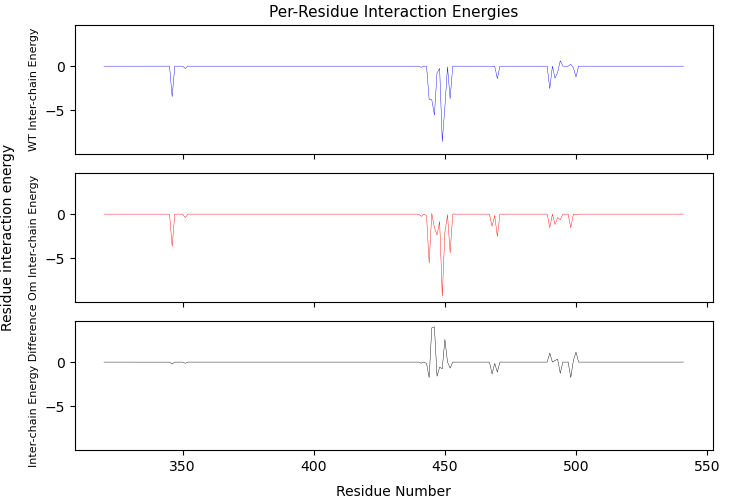 Per-Residue Interaction Energies
Residue interaction energy
WT Inter-chain Energy
0
−5
Om Inter-chain Energy
0
−5
Inter-chain Energy Difference
0
−5
350
400
450
500
550
Residue Number